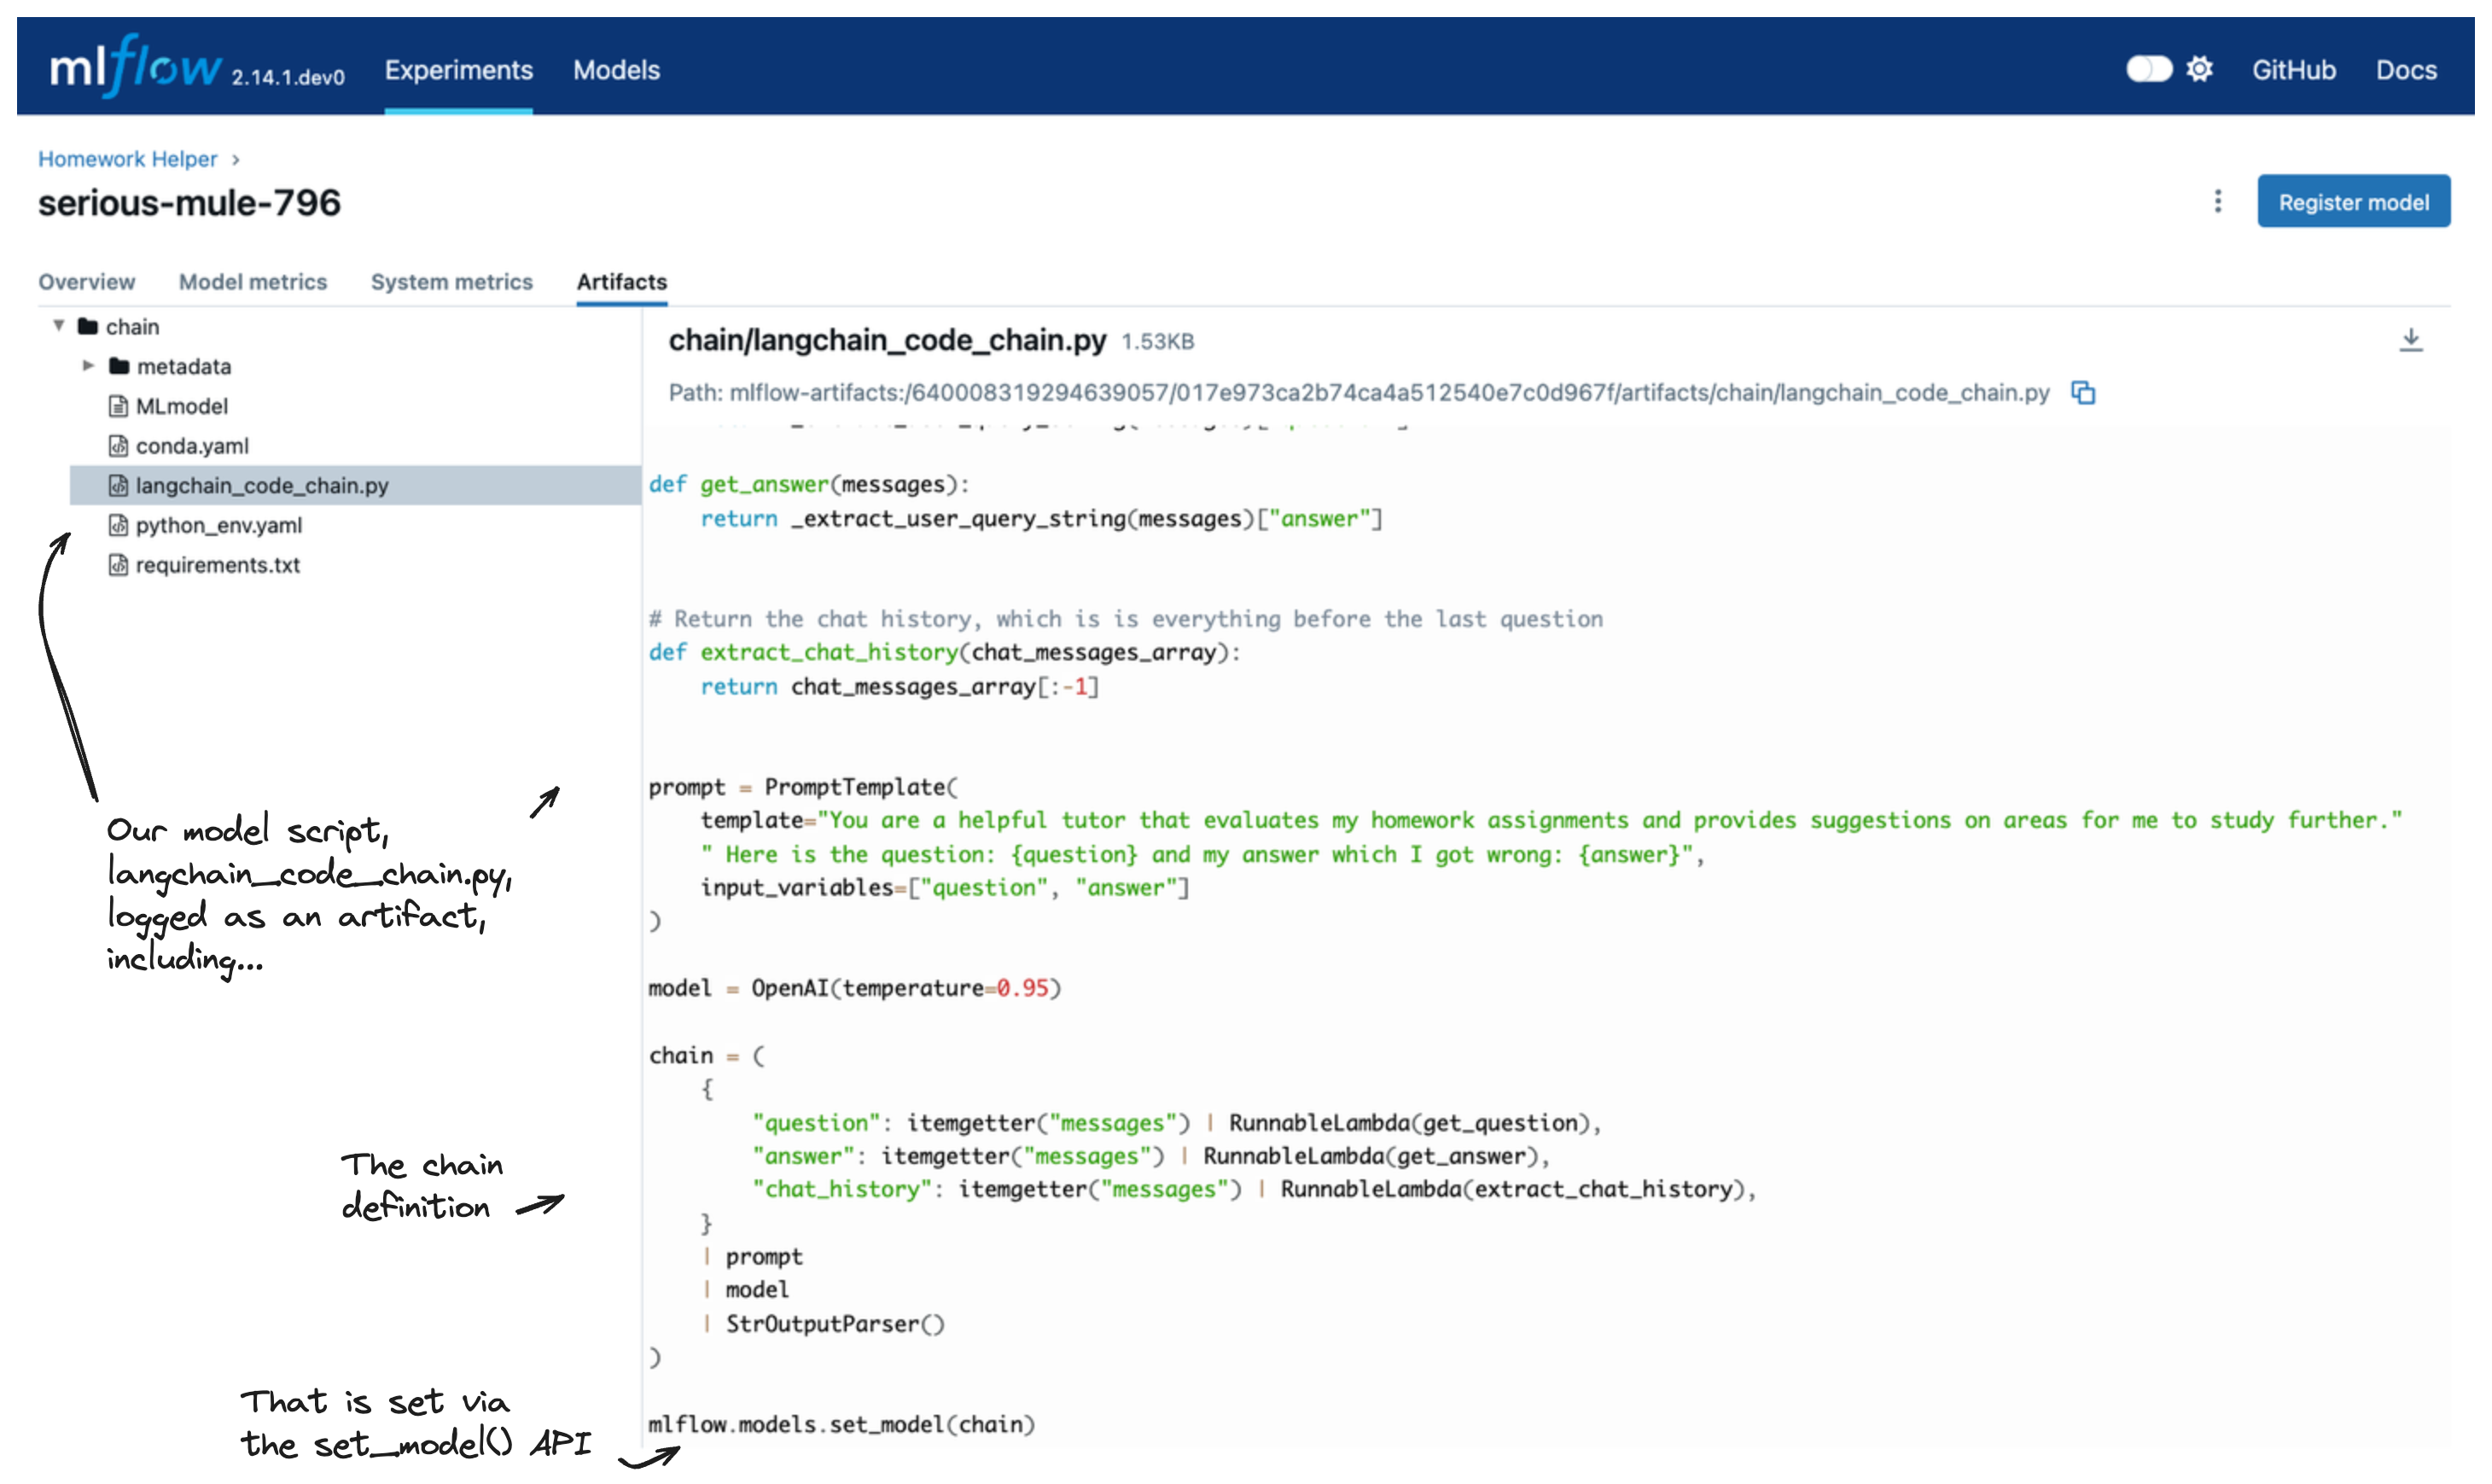 mlflow 2.14.1.dev0 Experiments Models GitHub Docs
Homework Helper >
serious-mule-796
Register model
Overview Model metrics System metrics Artifacts
chain
metadata
MLmodel
conda.yaml
langchain_code_chain.py
python_env.yaml
requirements.txt
Our model script,
langchain_code_chain.py,
logged as an artifact,
including...
The chain
definition
That is set via
the set_model() API
chain/langchain_code_chain.py 1.53KB
Path: mlflow-artifacts:/640008319294639057/017e973ca2b74ca4a512540e7c0d967f/artifacts/chain/langchain_code_chain.py
def get_answer(messages):
    return _extract_user_query_string(messages)["answer"]
# Return the chat history, which is is everything before the last question
def extract_chat_history(chat_messages_array):
    return chat_messages_array[:-1]
prompt = PromptTemplate(
    template="You are a helpful tutor that evaluates my homework assignments and provides suggestions on areas for me to study further."
    " Here is the question: {question} and my answer which I got wrong: {answer}",
    input_variables=["question", "answer"]
)
model = OpenAI(temperature=0.95)
chain = (
    {
        "question": itemgetter("messages") | RunnableLambda(get_question),
        "answer": itemgetter("messages") | RunnableLambda(get_answer),
        "chat_history": itemgetter("messages") | RunnableLambda(extract_chat_history),
    }
    | prompt
    | model
    | StrOutputParser()
)
mlflow.models.set_model(chain)